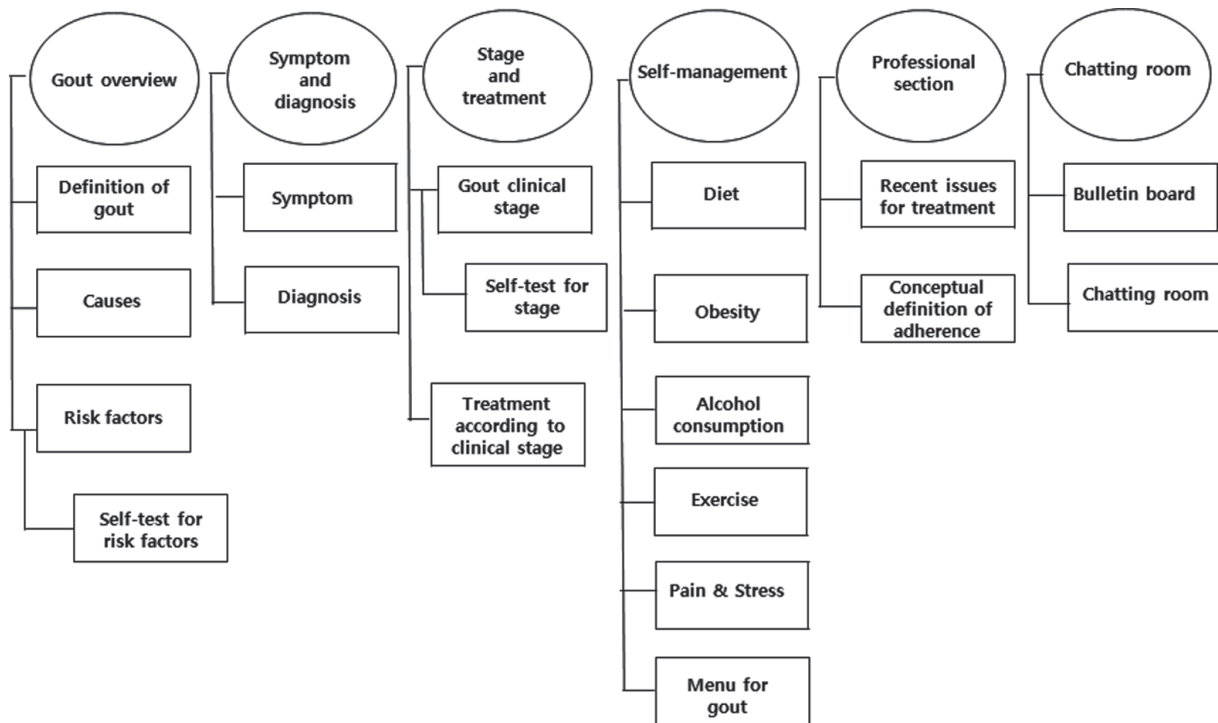 Gout overview
Definition of
gout
Causes
Risk factors
Self-test for
risk factors
Symptom
and
diagnosis
Symptom
Diagnosis
Stage
and
treatment
Gout clinical
stage
Self-test for
stage
Treatment
according to
clinical stage
Self-management
Diet
Obesity
Alcohol
consumption
Exercise
Pain & Stress
Menu for
gout
Professional
section
Recent issues
for treatment
Conceptual
definition of
adherence
Chatting room
Bulletin board
Chatting room